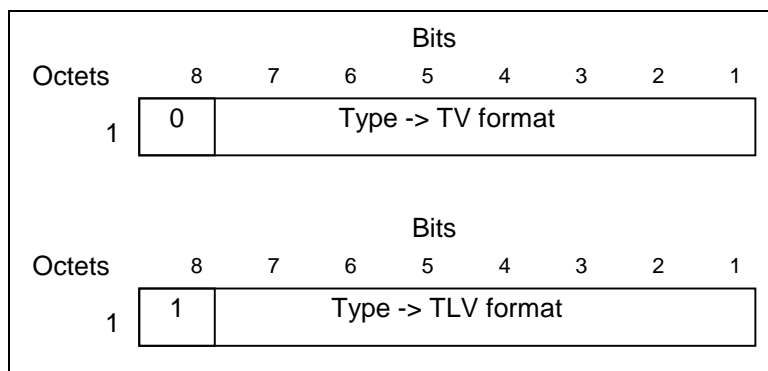 Bits
Octets 8 7 6 5 4 3 2 1
1 0 Type -> TV format
Bits
Octets 8 7 6 5 4 3 2 1
1 1 Type -> TLV format